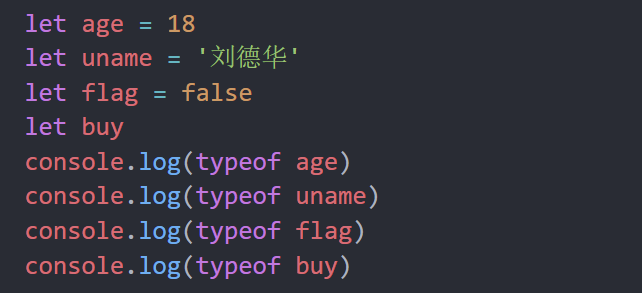 let age = 18
let uname = '刘德华'
let flag = false
let buy
console.log(typeof age)
console.log(typeof uname)
console.log(typeof flag)
console.log(typeof buy)